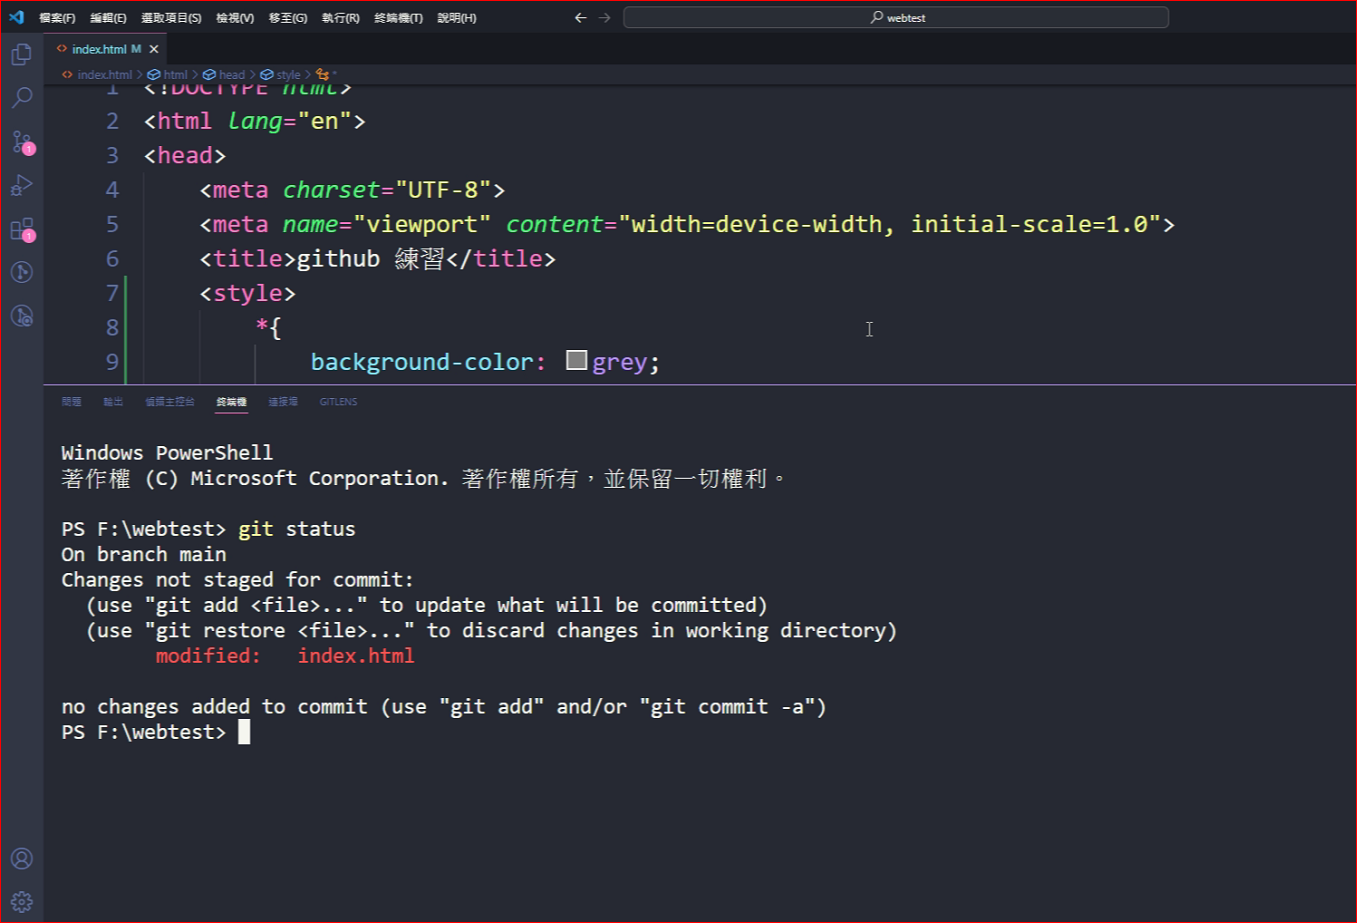 檔案(F) 編輯(E) 選取項目(S) 檢視(V) 移至(G) 執行(R) 終端機(T) 說明(H) webtest
index.html M
index.html > html > head > style > *
1 <!DOCTYPE html>
2 <html lang="en">
3 <head>
4 <meta charset="UTF-8">
5 <meta name="viewport" content="width=device-width, initial-scale=1.0">
6 <title>github 練習</title>
7 <style>
8 *{
9 background-color: grey;
問題 輸出 偵錯主控台 終端機 連接埠 GITLENS
Windows PowerShell
著作權 (C) Microsoft Corporation. 著作權所有，並保留一切權利。
PS F:\webtest> git status
On branch main
Changes not staged for commit:
(use "git add <file>..." to update what will be committed)
(use "git restore <file>..." to discard changes in working directory)
modified: index.html
no changes added to commit (use "git add" and/or "git commit -a")
PS F:\webtest>
1
1